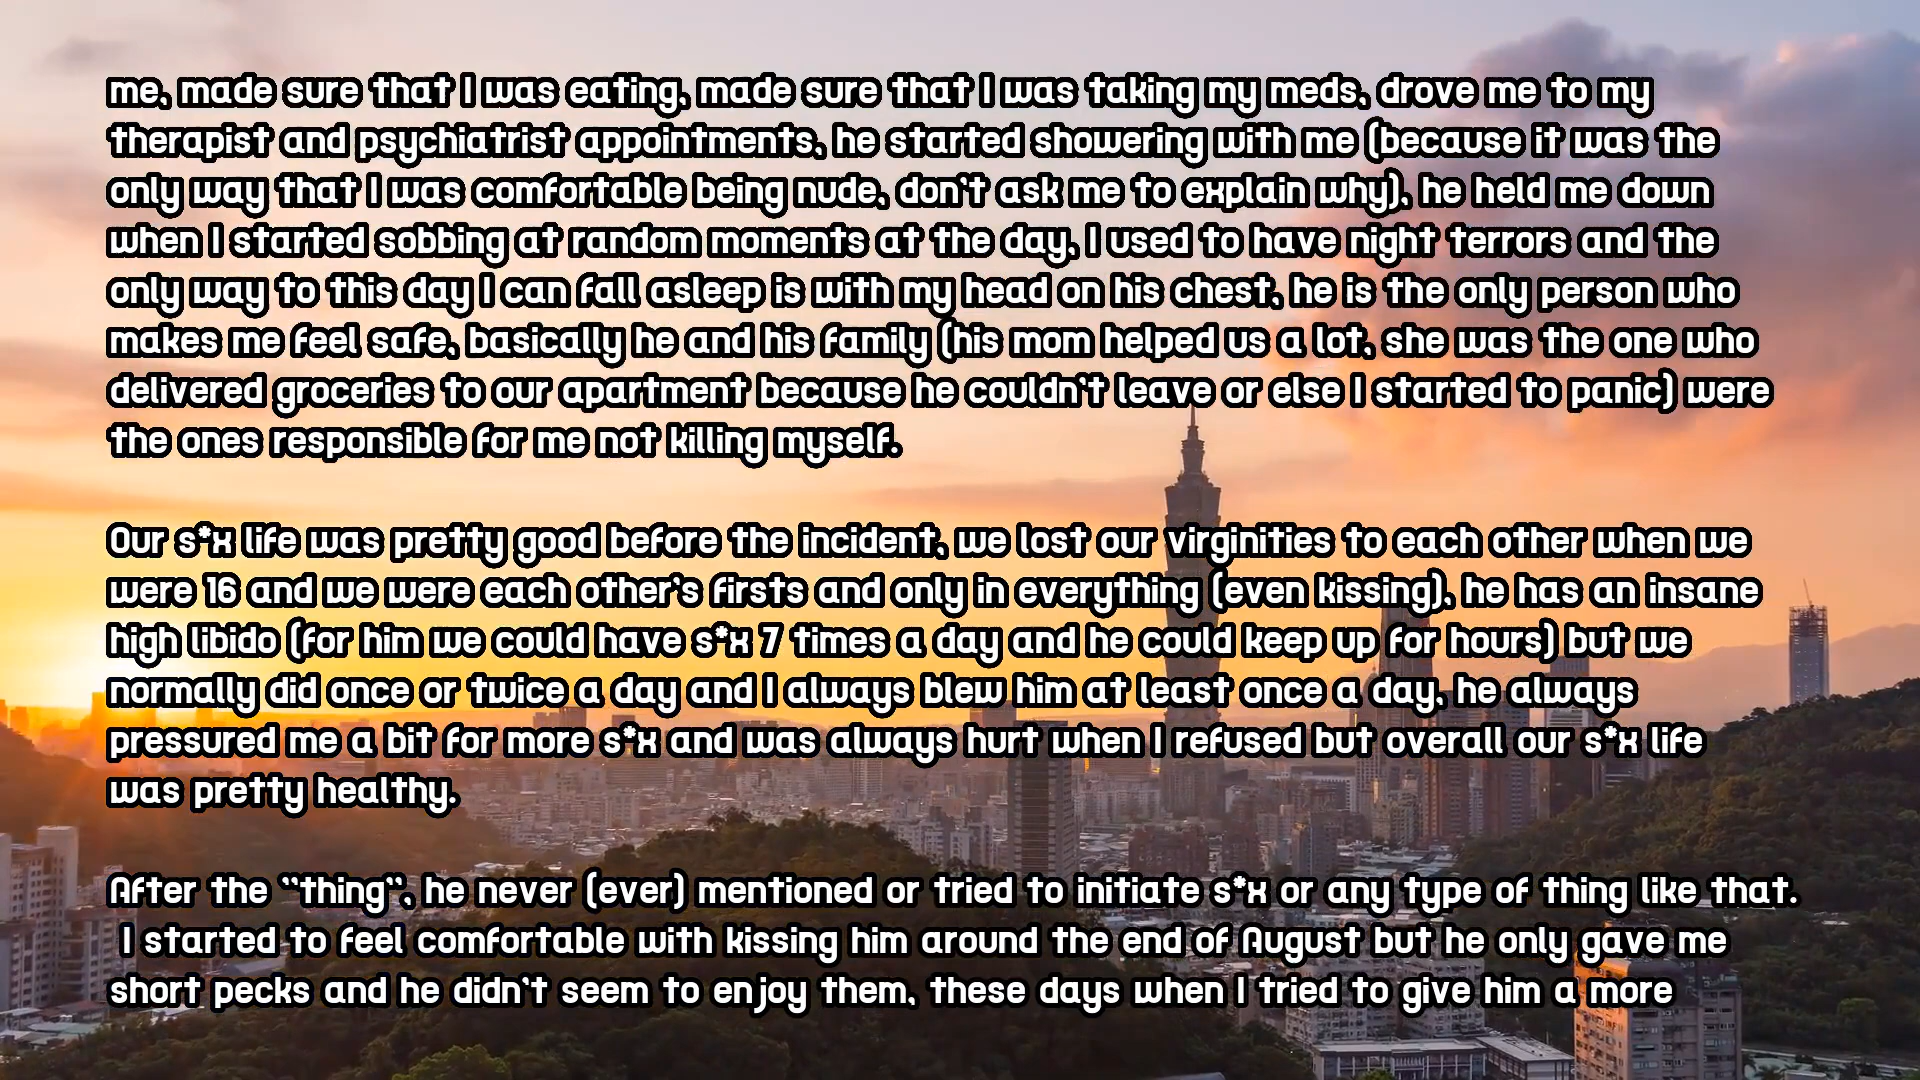 me, made sure that I was eating, made sure that I was taking my meds, drove me to my
therapist and psychiatrist appointments, he started showering with me (because it was the
only way that I was comfortable being nude, don't ask me to explain why), he held me down
when I started sobbing at random moments at the day, I used to have night terrors and the
only way to this day I can fall asleep is with my head on his chest, he is the only person who
makes me feel safe, basically he and his family (his mom helped us a lot, she was the one who
delivered groceries to our apartment because he couldn't leave or else I started to panic) were
the ones responsible for me not killing myself.
Our s*x life was pretty good before the incident, we lost our virginities to each other when we
were 16 and we were each other's firsts and only in everything (even kissing), he has an insane
high libido (for him we could have s*x 7 times a day and he could keep up for hours) but we
normally did once or twice a day and I always blew him at least once a day, he always
pressured me a bit for more s*x and was always hurt when I refused but overall our s*x life
was pretty healthy.
After the "thing", he never (ever) mentioned or tried to initiate s*x or any type of thing like that.
I started to feel comfortable with kissing him around the end of August but he only gave me
short pecks and he didn't seem to enjoy them, these days when I tried to give him a more